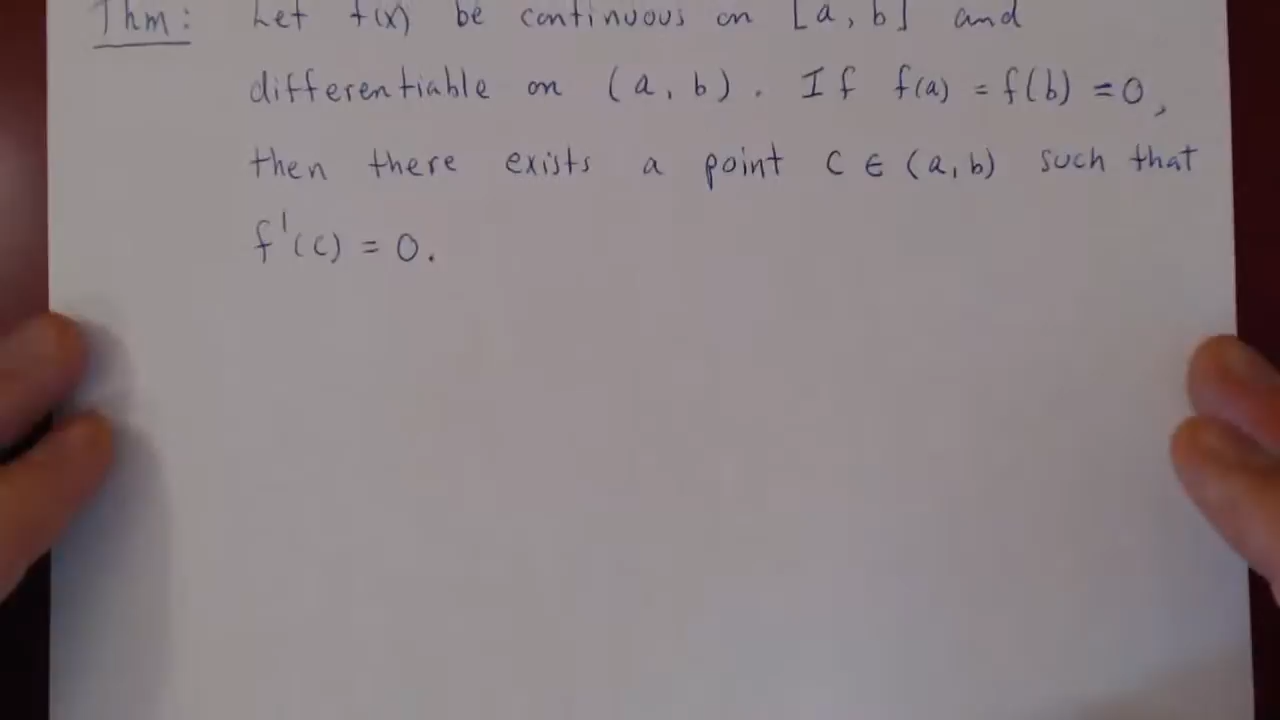 Thm: Let f(x) be continuous on [a, b] and
differentiable on (a, b). If f(a) = f(b) = 0,
then there exists a point C ∈ (a, b) such that
f'(c) = 0.